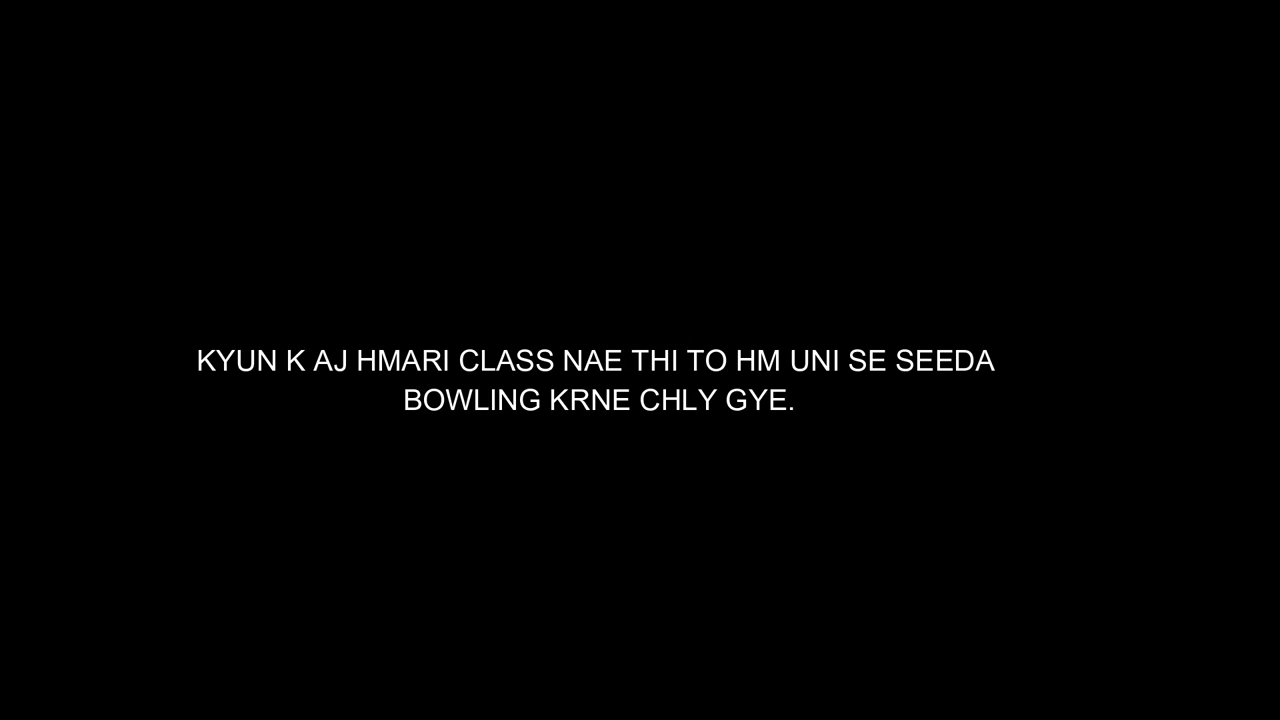 KYUN K AJ HMARI CLASS NAE THI TO HM UNI SE SEEDA
BOWLING KRNE CHLY GYE.